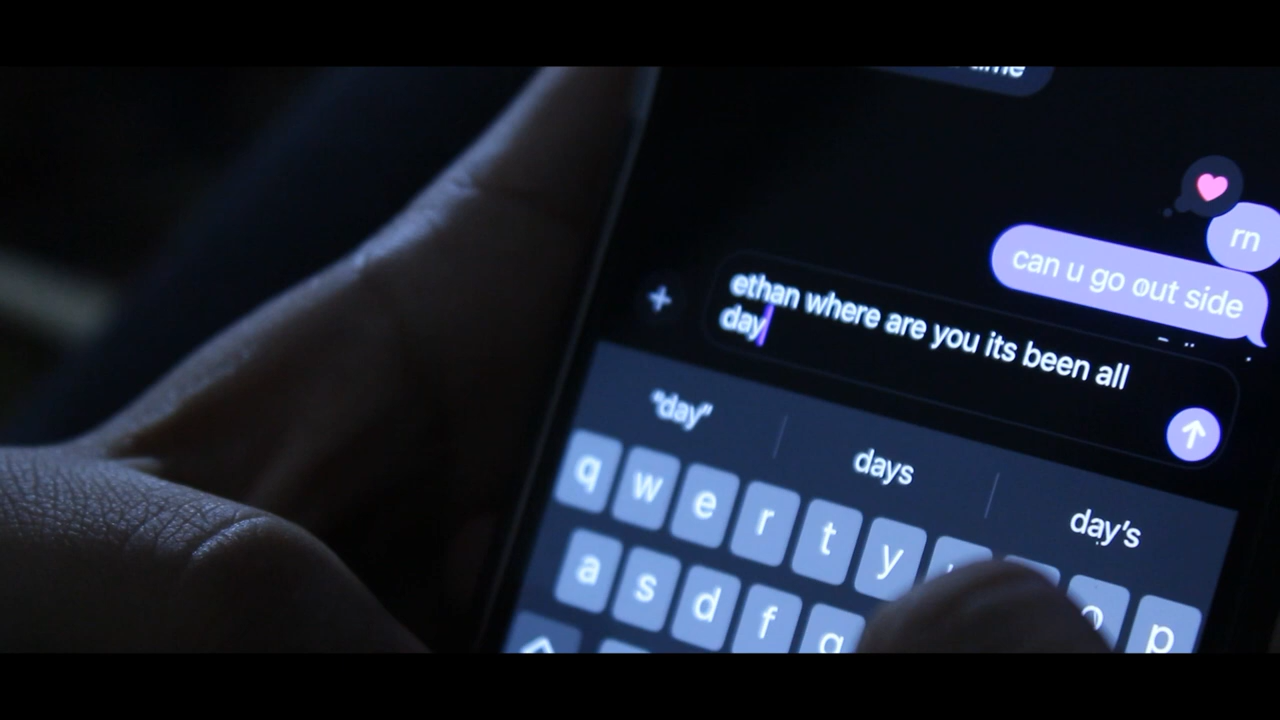 rn
can u go out side
ethan where are you its been all
day
"day" days day's
q w e r t y o p
a s d f g